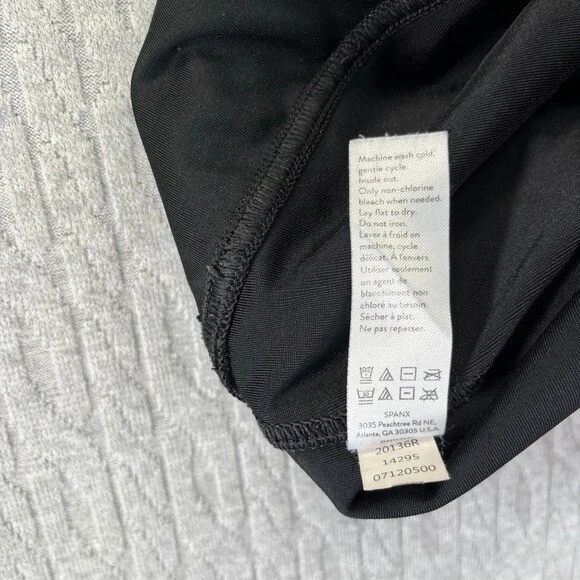 Machine wash cold,
gentle cycle.
Inside out.
Only non-chlorine
bleach when needed.
Lay flat to dry.
Do not iron.
Laver à froid en
machine, cycle
délicat. À l'envers.
Utiliser seulement
un agent de
blanchiment non
chloré au besoin.
Sécher à plat.
Ne pas repasser.
SPANX
3035 Peachtree Rd NE,
Atlanta, GA 30305 U.S.A.
20136R
14295
07120500